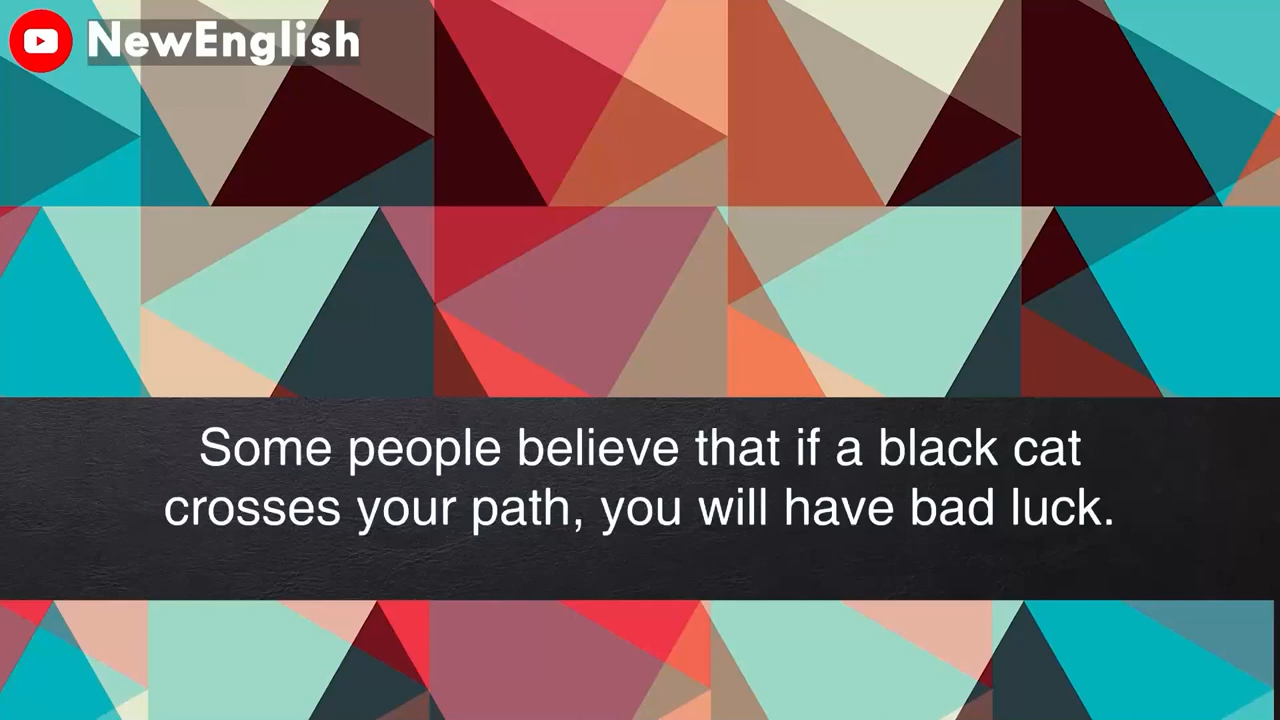 NewEnglish
Some people believe that if a black cat
crosses your path, you will have bad luck.